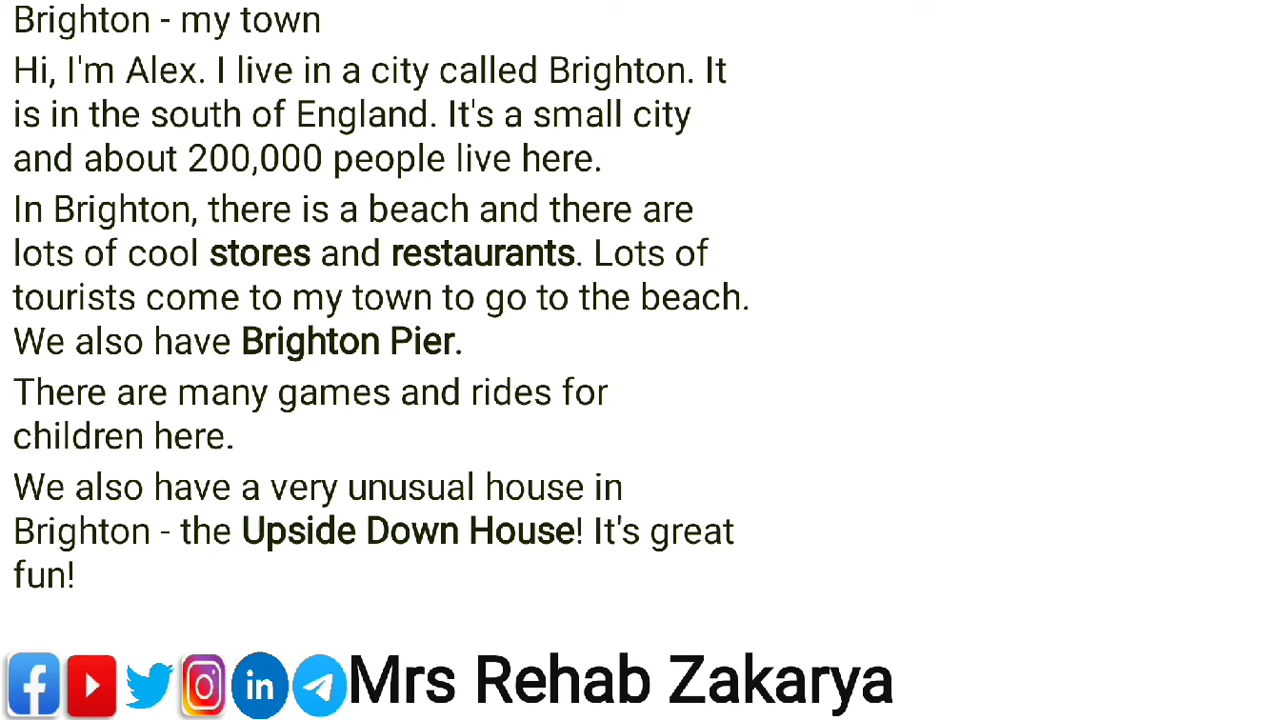 Brighton - my town
Hi, I'm Alex. I live in a city called Brighton. It
is in the south of England. It's a small city
and about 200,000 people live here.
In Brighton, there is a beach and there are
lots of cool stores and restaurants. Lots of
tourists come to my town to go to the beach.
We also have Brighton Pier.
There are many games and rides for
children here.
We also have a very unusual house in
Brighton - the Upside Down House! It's great
fun!
Mrs Rehab Zakarya